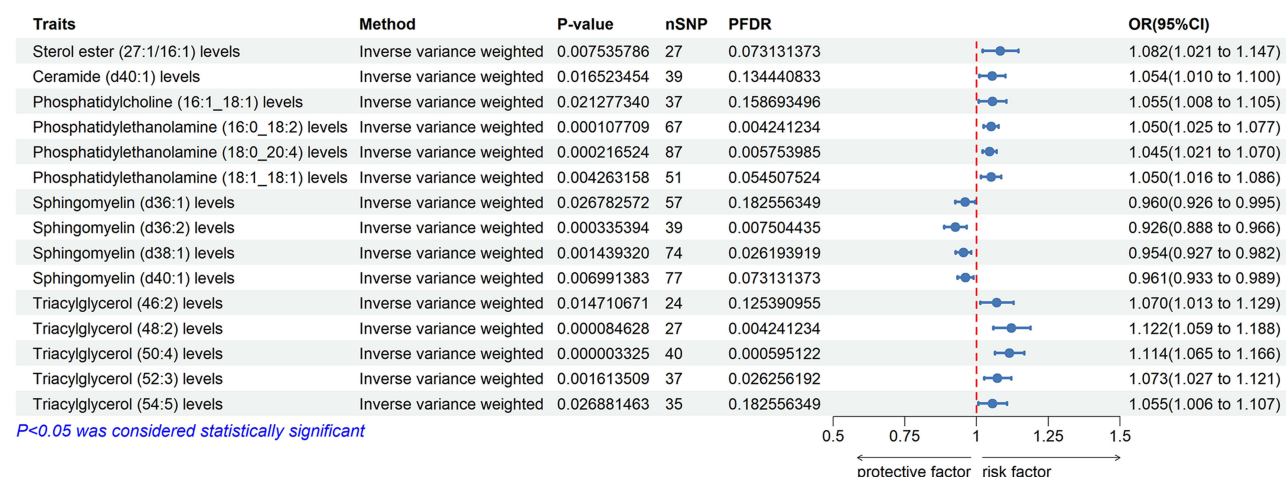 Traits Method P-value nSNP PFDR OR(95%CI)
Sterol ester (27:1/16:1) levels Inverse variance weighted 0.007535786 27 0.073131373 1.082(1.021 to 1.147)
Ceramide (d40:1) levels Inverse variance weighted 0.016523454 39 0.134440833 1.054(1.010 to 1.100)
Phosphatidylcholine (16:1_18:1) levels Inverse variance weighted 0.021277340 37 0.158693496 1.055(1.008 to 1.105)
Phosphatidylethanolamine (16:0_18:2) levels Inverse variance weighted 0.000107709 67 0.004241234 1.050(1.025 to 1.077)
Phosphatidylethanolamine (18:0_20:4) levels Inverse variance weighted 0.000216524 87 0.005753985 1.045(1.021 to 1.070)
Phosphatidylethanolamine (18:1_18:1) levels Inverse variance weighted 0.004263158 51 0.054507524 1.050(1.016 to 1.086)
Sphingomyelin (d36:1) levels Inverse variance weighted 0.026782572 57 0.182556349 0.960(0.926 to 0.995)
Sphingomyelin (d36:2) levels Inverse variance weighted 0.000335394 39 0.007504435 0.926(0.888 to 0.966)
Sphingomyelin (d38:1) levels Inverse variance weighted 0.001439320 74 0.026193919 0.954(0.927 to 0.982)
Sphingomyelin (d40:1) levels Inverse variance weighted 0.006991383 77 0.073131373 0.961(0.933 to 0.989)
Triacylglycerol (46:2) levels Inverse variance weighted 0.014710671 24 0.125390955 1.070(1.013 to 1.129)
Triacylglycerol (48:2) levels Inverse variance weighted 0.000084628 27 0.004241234 1.122(1.059 to 1.188)
Triacylglycerol (50:4) levels Inverse variance weighted 0.000003325 40 0.000595122 1.114(1.065 to 1.166)
Triacylglycerol (52:3) levels Inverse variance weighted 0.001613509 37 0.026256192 1.073(1.027 to 1.121)
Triacylglycerol (54:5) levels Inverse variance weighted 0.026881463 35 0.182556349 1.055(1.006 to 1.107)
P<0.05 was considered statistically significant
0.5 0.75 1 1.25 1.5
protective factor risk factor